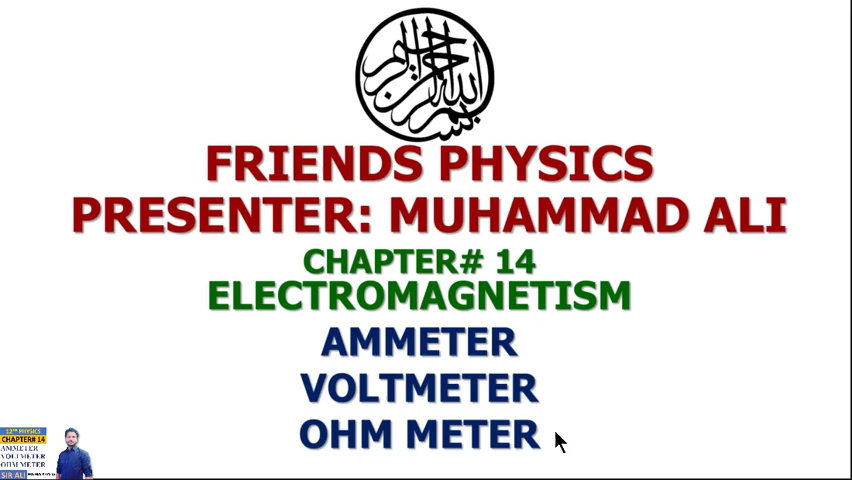 بسم الله الرحمن الرحيم
FRIENDS PHYSICS
PRESENTER: MUHAMMAD ALI
CHAPTER# 14
ELECTROMAGNETISM
AMMETER
VOLTMETER
OHM METER
12TH PHYSICS
CHAPTER# 14
AMMETER
VOLTMETER
OHM METER
SIR ALI